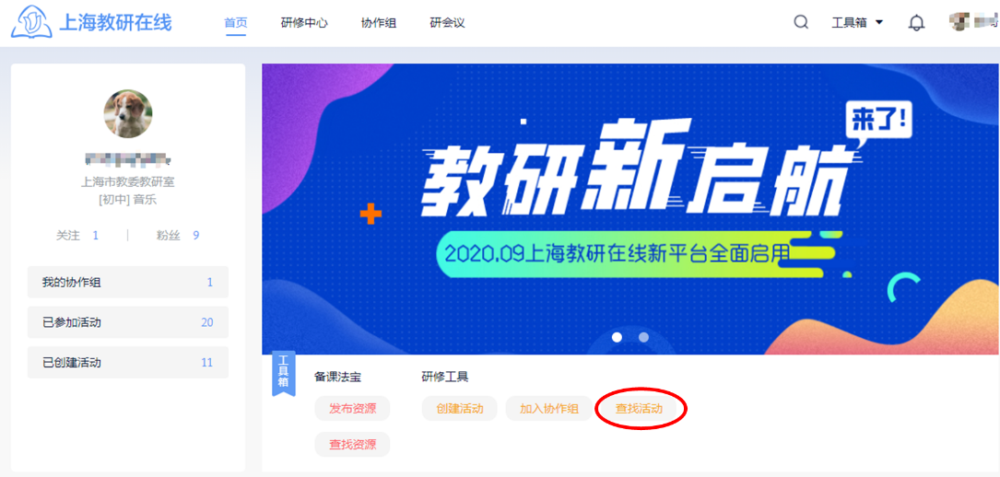 上海教研在线
首页
研修中心
协作组
研会议
工具箱
上海市教委教研室
[初中] 音乐
关注 1
粉丝 9
我的协作组 1
已参加活动 20
已创建活动 11
来了!
教研新启航
2020.09上海教研在线新平台全面启用
工具箱
备课法宝
研修工具
发布资源
创建活动
加入协作组
查找活动
查找资源